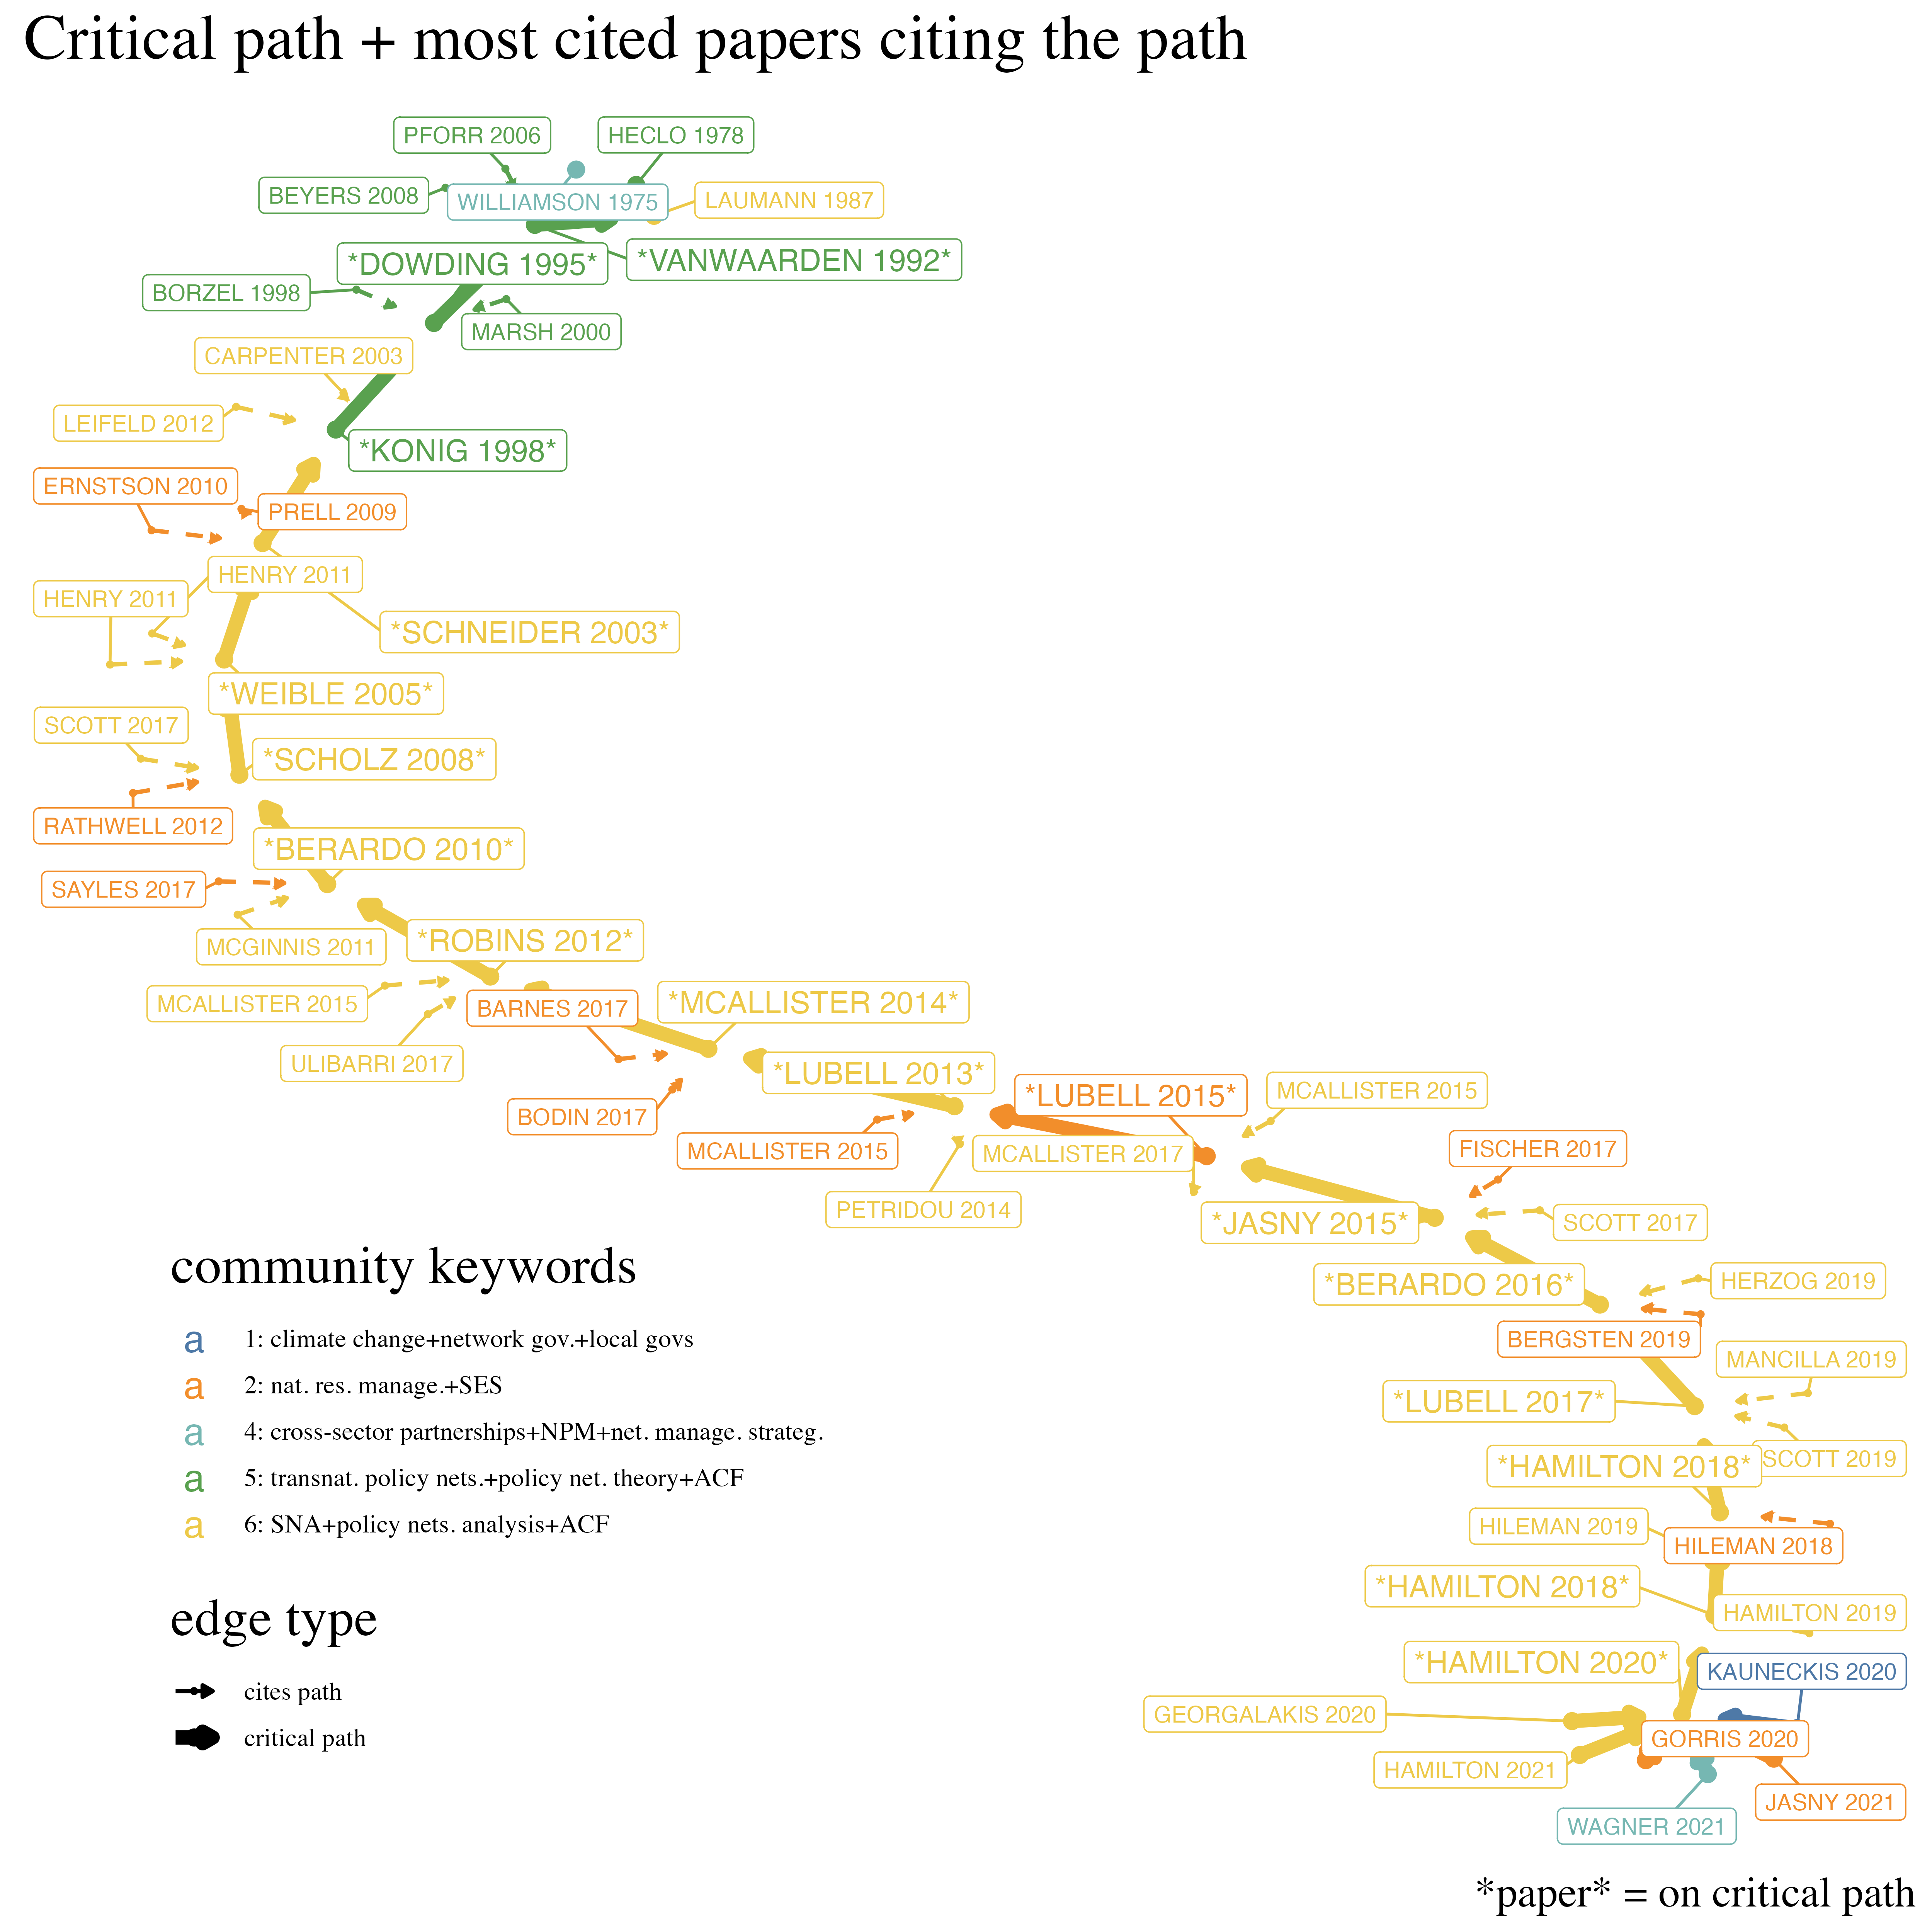 Critical path + most cited papers citing the path
PFORR 2006
HECLO 1978
BEYERS 2008
WILLIAMSON 1975
LAUMANN 1987
*DOWDING 1995*
*VANWAARDEN 1992*
BORZEL 1998
MARSH 2000
CARPENTER 2003
LEIFELD 2012
*KONIG 1998*
ERNSTSON 2010
PRELL 2009
HENRY 2011
HENRY 2011
*SCHNEIDER 2003*
*WEIBLE 2005*
SCOTT 2017
*SCHOLZ 2008*
RATHWELL 2012
*BERARDO 2010*
SAYLES 2017
MCGINNIS 2011
*ROBINS 2012*
MCALLISTER 2015
BARNES 2017
*MCALLISTER 2014*
ULIBARRI 2017
*LUBELL 2013*
*LUBELL 2015*
MCALLISTER 2015
BODIN 2017
MCALLISTER 2015
MCALLISTER 2017
FISCHER 2017
PETRIDOU 2014
*JASNY 2015*
SCOTT 2017
*BERARDO 2016*
HERZOG 2019
BERGSTEN 2019
MANCILLA 2019
*LUBELL 2017*
*HAMILTON 2018*
SCOTT 2019
HILEMAN 2019
HILEMAN 2018
*HAMILTON 2018*
HAMILTON 2019
*HAMILTON 2020*
KAUNECKIS 2020
GEORGALAKIS 2020
GORRIS 2020
HAMILTON 2021
JASNY 2021
WAGNER 2021
community keywords
a 1: climate change+network gov.+local govs
a 2: nat. res. manage.+SES
a 4: cross-sector partnerships+NPM+net. manage. strateg.
a 5: transnat. policy nets.+policy net. theory+ACF
a 6: SNA+policy nets. analysis+ACF
edge type
cites path
critical path
*paper* = on critical path